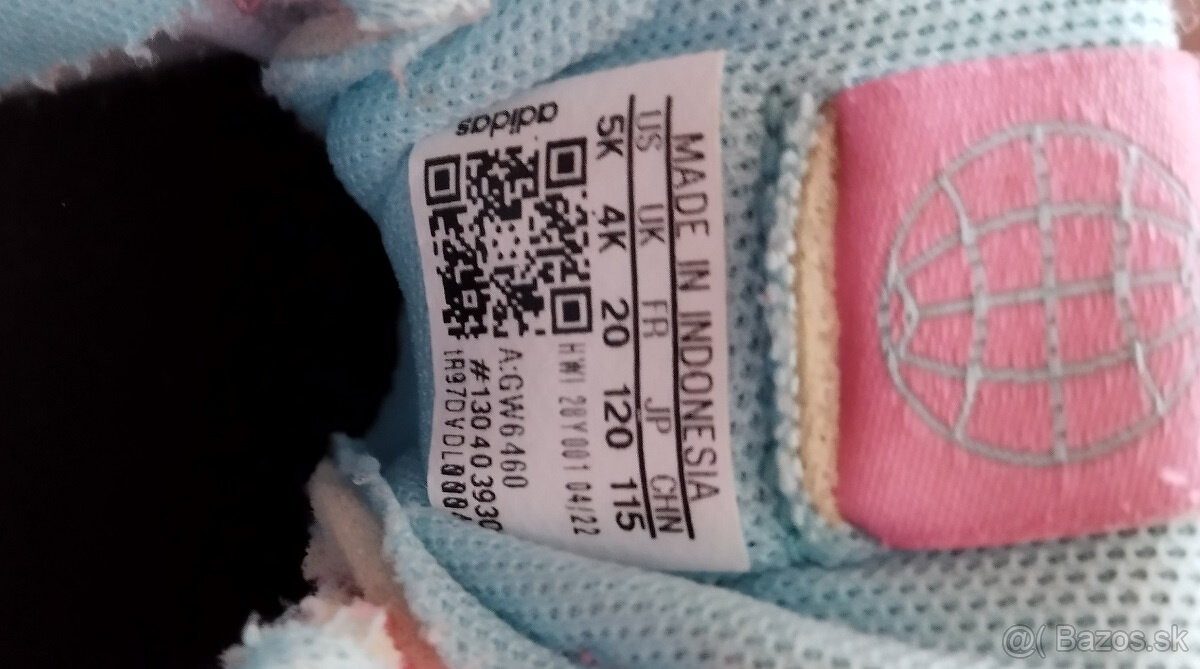 MADE IN INDONESIA
US UK FR JP CHN
5K 4K 20 120 115
HWI 28Y001 04/22
adidas
A:GW6460
#130403930
@( Bazos.sk